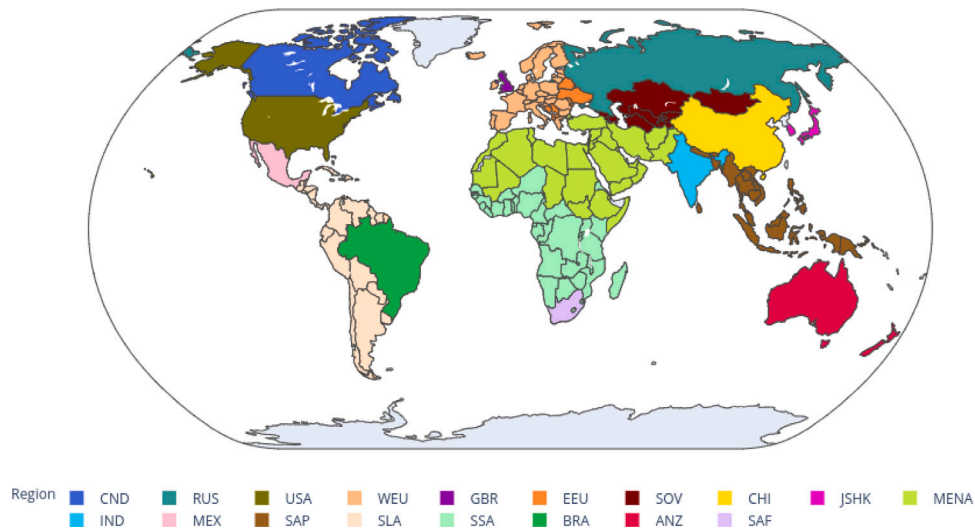 Region CND RUS USA WEU GBR EEU SOV CHI JSHK MENA
IND MEX SAP SLA SSA BRA ANZ SAF